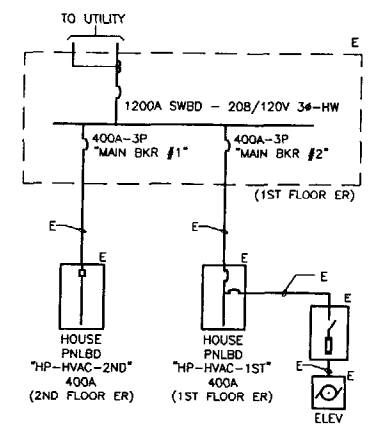 TO UTILITY
E
1200A SWBD - 208/120V 3ø-HW
400A-3P
"MAIN BKR #1"
400A-3P
"MAIN BKR #2"
(1ST FLOOR ER)
E
E
E
E
E
E
HOUSE
PNLBD
"HP-HVAC-2ND"
400A
(2ND FLOOR ER)
HOUSE
PNLBD
"HP-HVAC-1ST"
400A
(1ST FLOOR ER)
E
E
ELEV